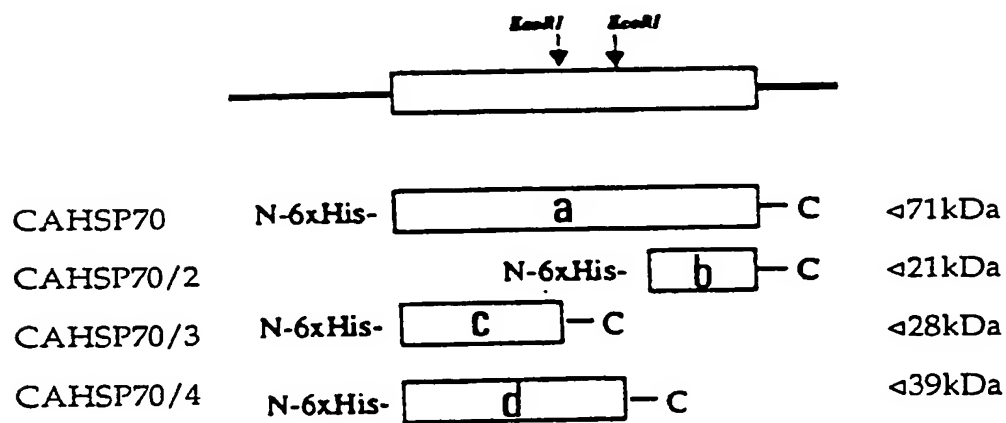 EcoRI EcoRI
CAHSP70 N-6xHis- a C ◁71kDa
CAHSP70/2 N-6xHis- b C ◁21kDa
CAHSP70/3 N-6xHis- c C ◁28kDa
CAHSP70/4 N-6xHis- d C ◁39kDa